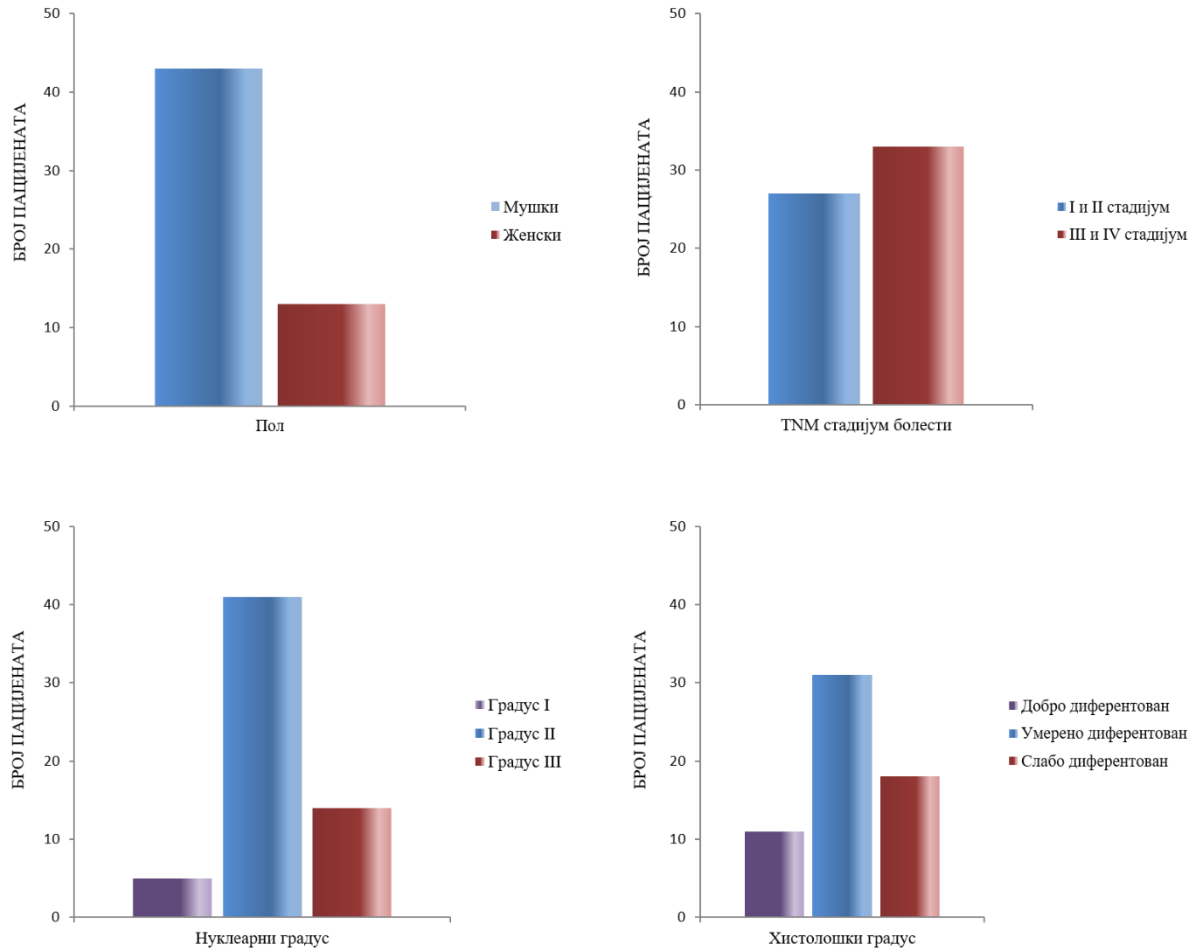 50
40
30
20
10
0
БРОЈ ПАЦИЈЕНАТА
Мушки
Женски
Пол
50
40
30
20
10
0
БРОЈ ПАЦИЈЕНАТА
I и II стадијум
III и IV стадијум
TNM стадијум болести
50
40
30
20
10
0
БРОЈ ПАЦИЈЕНАТА
Градус I
Градус II
Градус III
Нуклеарни градус
50
40
30
20
10
0
БРОЈ ПАЦИЈЕНАТА
Добро диферентован
Умерено диферентован
Слабо диферентован
Хистолошки градус